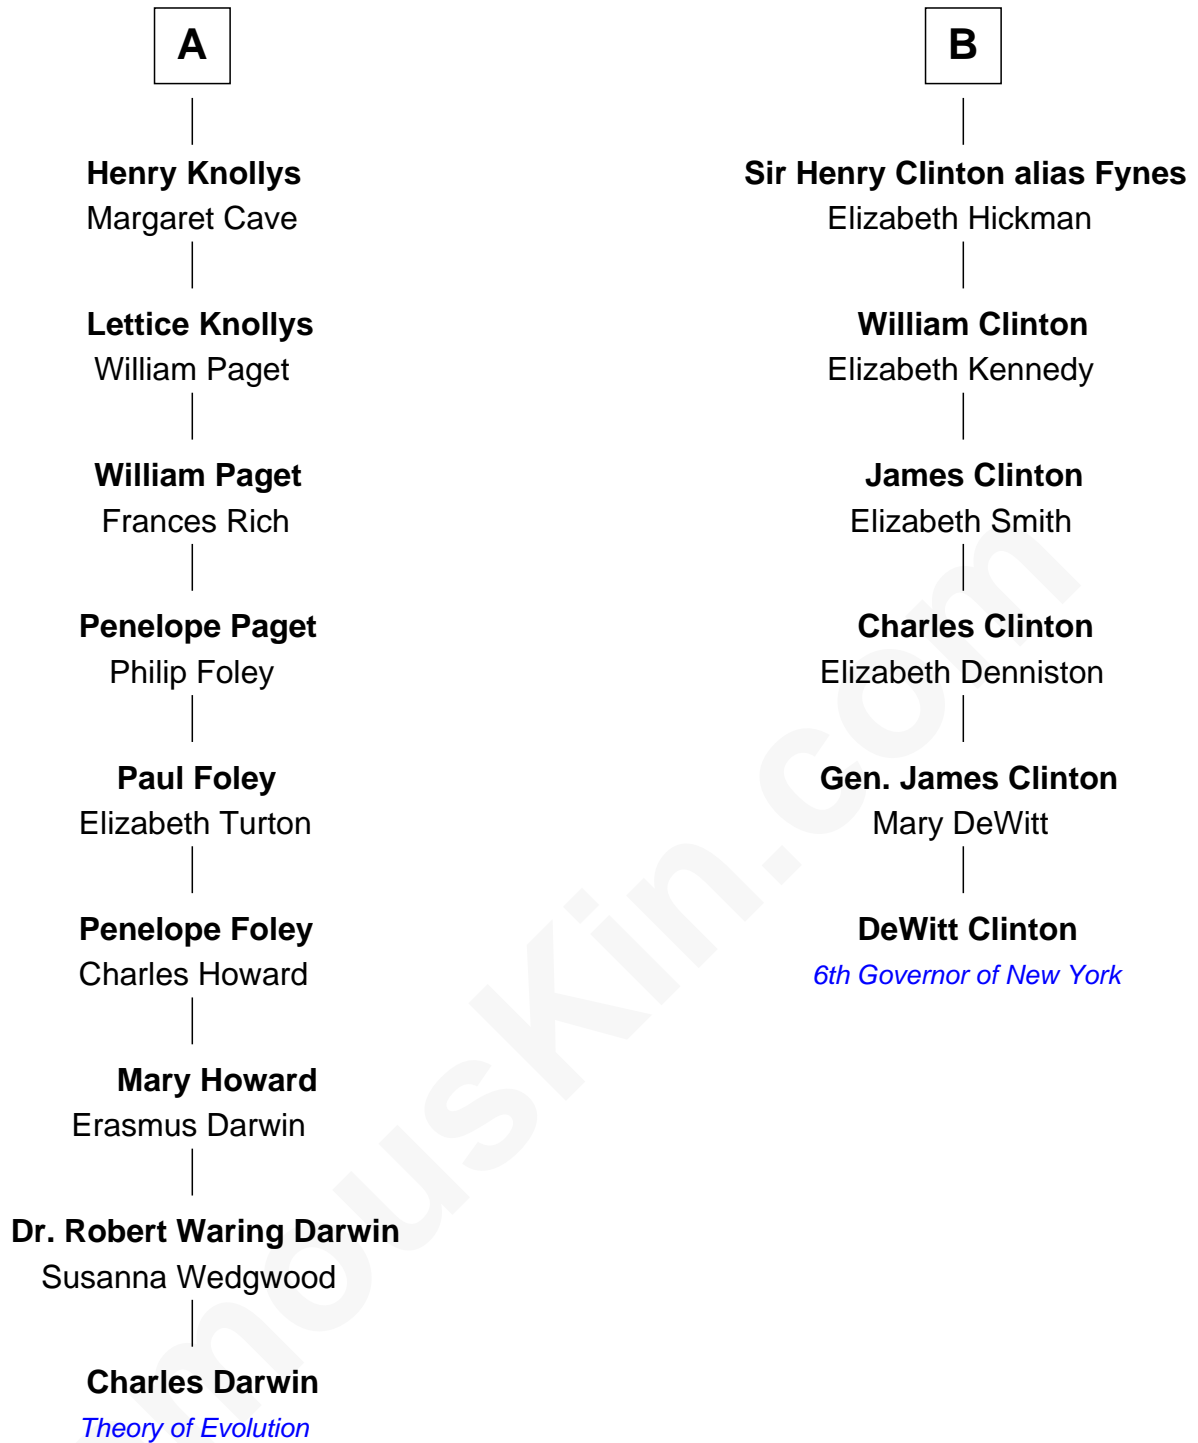 A
Henry Knollys
Margaret Cave
Lettice Knollys
William Paget
William Paget
Frances Rich
Penelope Paget
Philip Foley
Paul Foley
Elizabeth Turton
Penelope Foley
Charles Howard
Mary Howard
Erasmus Darwin
Dr. Robert Waring Darwin
Susanna Wedgwood
Charles Darwin
Theory of Evolution
B
Sir Henry Clinton alias Fynes
Elizabeth Hickman
William Clinton
Elizabeth Kennedy
James Clinton
Elizabeth Smith
Charles Clinton
Elizabeth Denniston
Gen. James Clinton
Mary DeWitt
DeWitt Clinton
6th Governor of New York
mousKin.com